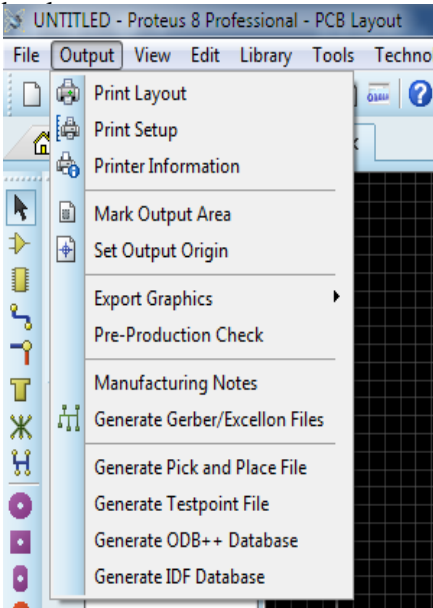 UNTITLED - Proteus 8 Professional - PCB Layout
File Output View Edit Library Tools Techno
Print Layout
Print Setup
Printer Information
Mark Output Area
Set Output Origin
Export Graphics
Pre-Production Check
Manufacturing Notes
Generate Gerber/Excellon Files
Generate Pick and Place File
Generate Testpoint File
Generate ODB++ Database
Generate IDF Database